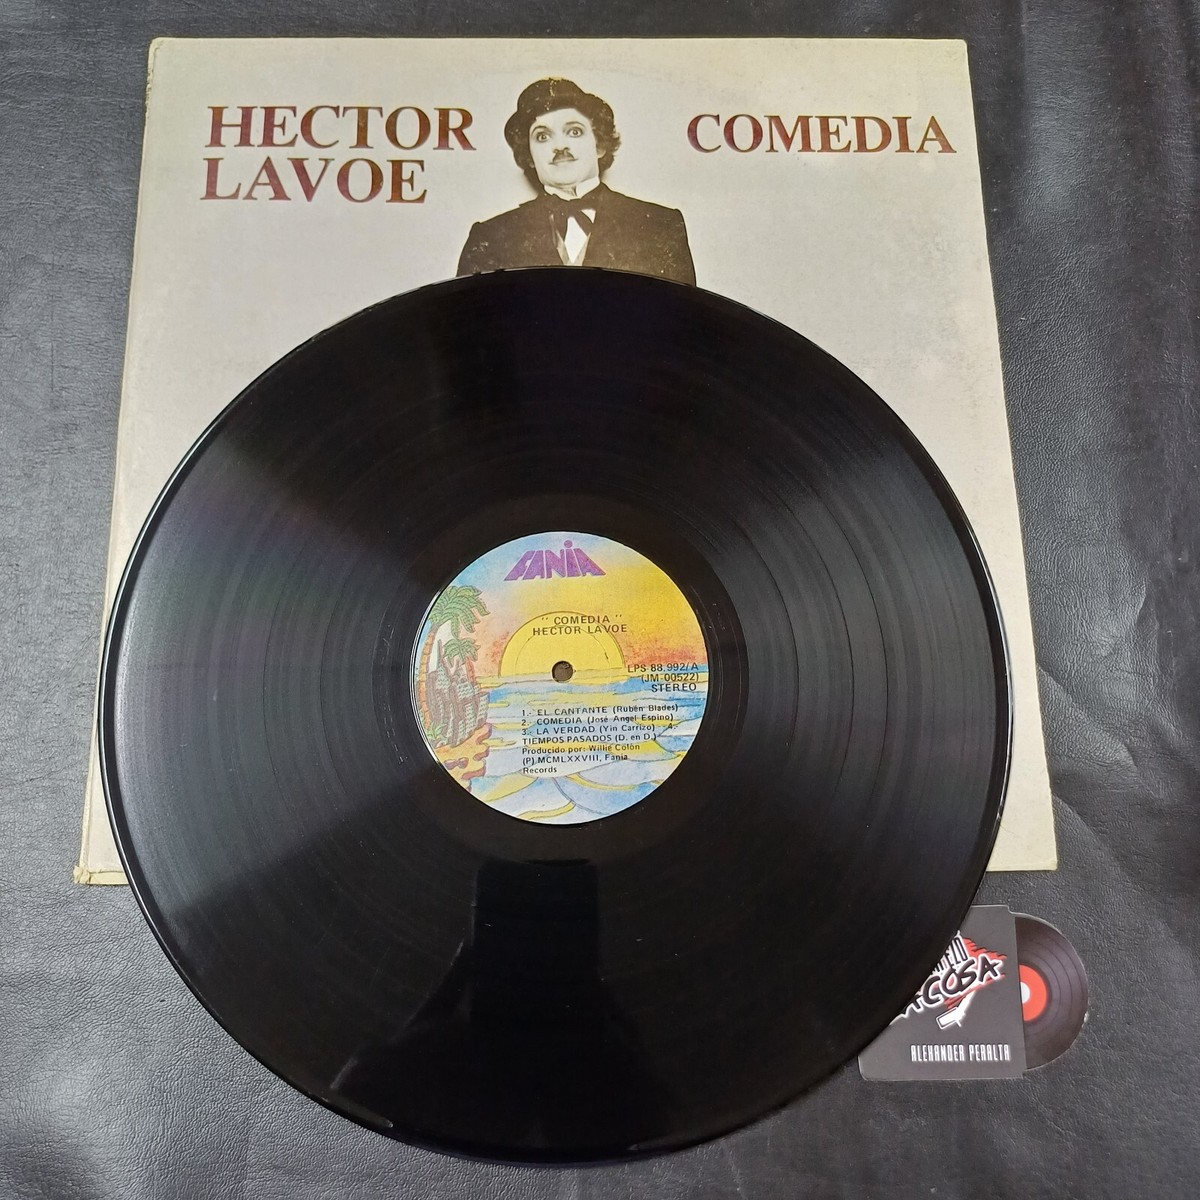 HECTOR
LAVOE
COMEDIA
FANIA
"COMEDIA"
HECTOR LAVOE
LPS 88.992/A
(JM-00522)
STEREO
1.- EL CANTANTE (Rubén Blades)
2.- COMEDIA (José Angel Espino)
3.- LA VERDAD (Yin Carrizo) -4.-
TIEMPOS PASADOS (D. en D.)
Producido por: Willie Colón
(P) MCMLXXVIII, Fania
Records
COSA
ALEXANDER PERALTA